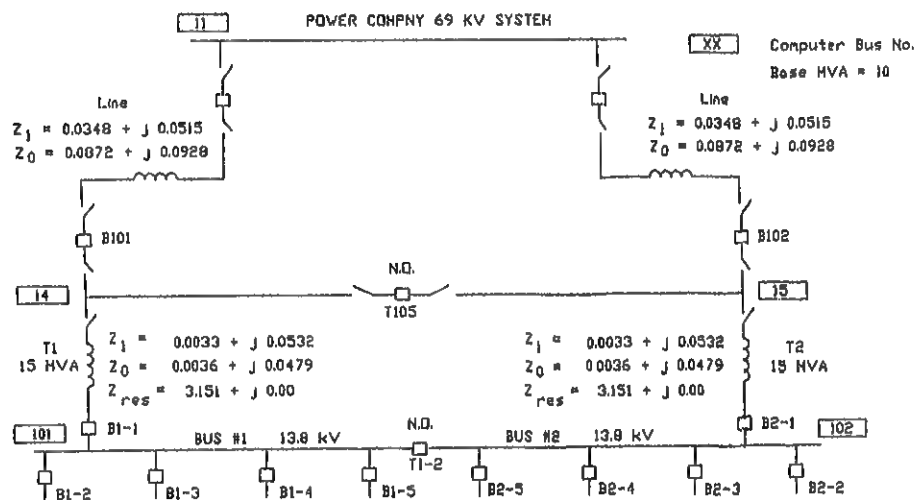 11
POWER COMPNY 69 KV SYSTEM
XX Computer Bus No.
Base MVA = 10
Line
Z1 = 0.0348 + j 0.0515
Z0 = 0.0872 + j 0.0928
Line
Z1 = 0.0348 + j 0.0515
Z0 = 0.0872 + j 0.0928
B101
B102
N.O.
14
15
T105
T1
15 MVA
Z1 = 0.0033 + j 0.0532
Z0 = 0.0036 + j 0.0479
Zres = 3.151 + j 0.00
Z1 = 0.0033 + j 0.0532
Z0 = 0.0036 + j 0.0479
Zres = 3.151 + j 0.00
T2
15 MVA
B1-1
B2-1
101
BUS #1 13.8 kV
N.O.
BUS #2 13.8 kV
102
T1-2
B1-2
B1-3
B1-4
B1-5
B2-5
B2-4
B2-3
B2-2